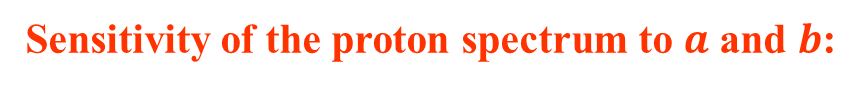 Sensitivity of the proton spectrum to a and b: